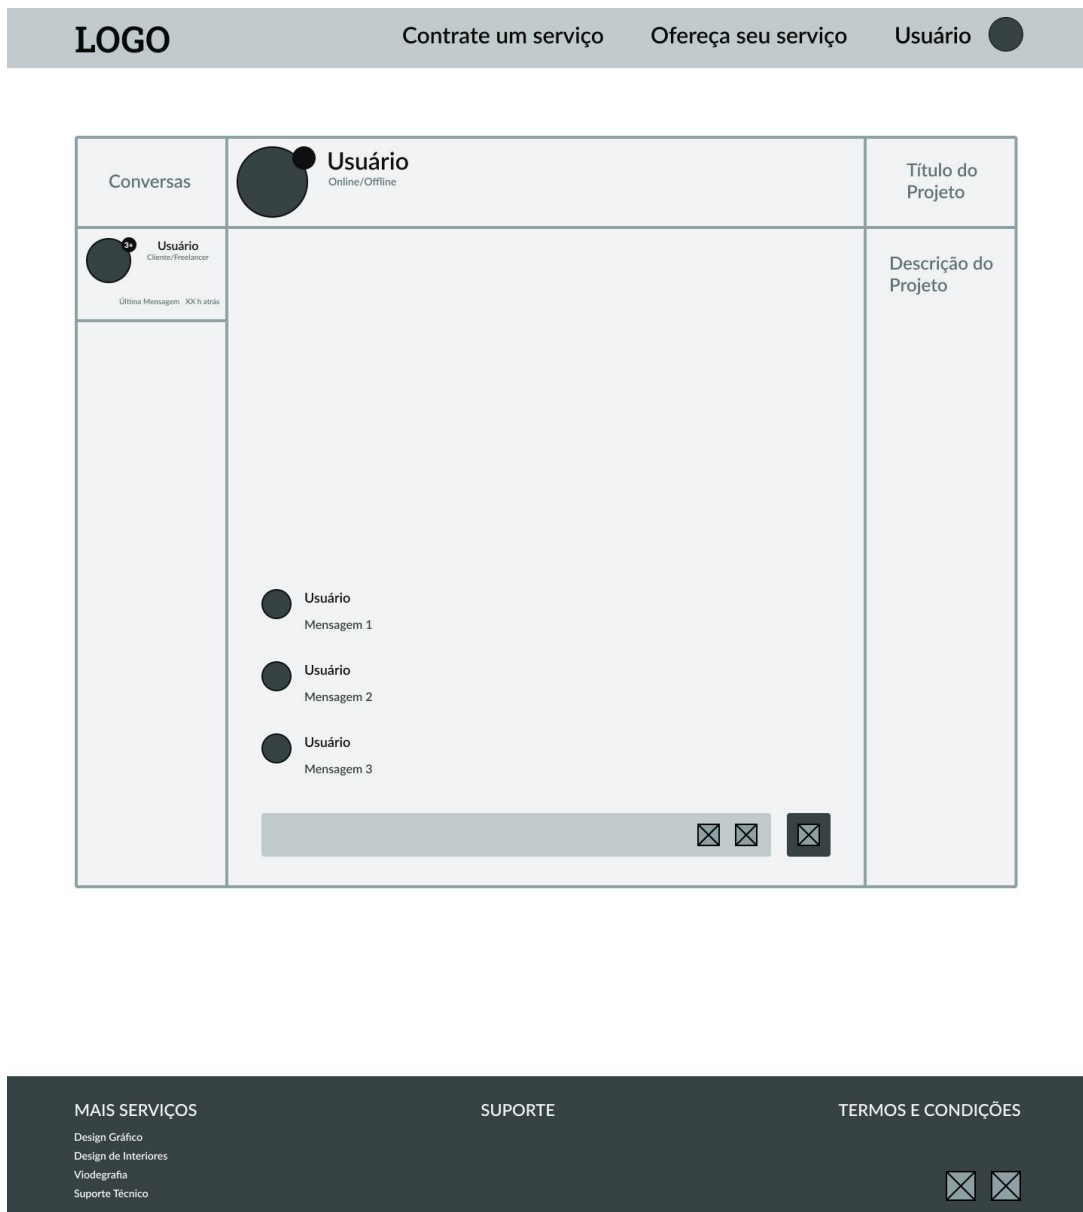 LOGO
Contrate um serviço
Ofereça seu serviço
Usuário
Conversas
Usuário
Online/Offline
Título do
Projeto
3+
Usuário
Cliente/Freelancer
Última Mensagem XX h atrás
Descrição do
Projeto
Usuário
Mensagem 1
Usuário
Mensagem 2
Usuário
Mensagem 3
MAIS SERVIÇOS
Design Gráfico
Design de Interiores
Viodegrafia
Suporte Técnico
SUPORTE
TERMOS E CONDIÇÕES